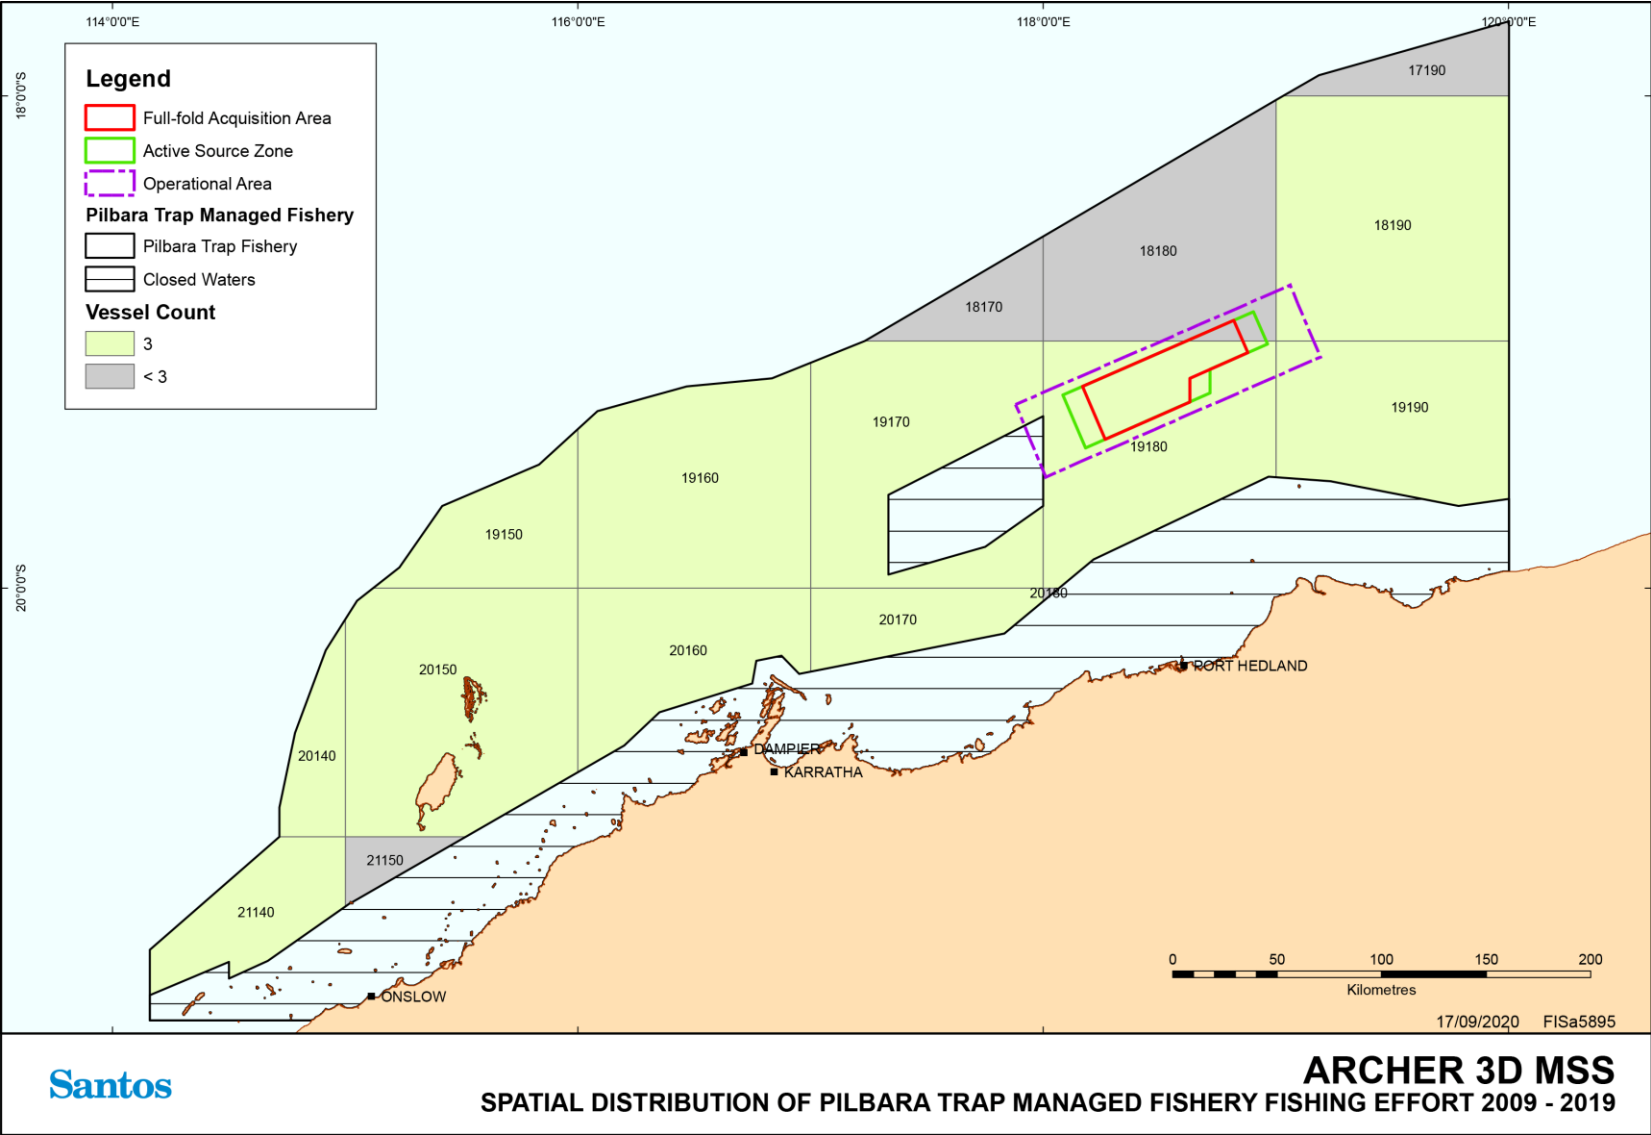 114°0'0"E
116°0'0"E
118°0'0"E
120°0'0"E
18°0'0"S
20°0'0"S
Legend
Full-fold Acquisition Area
Active Source Zone
Operational Area
Pilbara Trap Managed Fishery
Pilbara Trap Fishery
Closed Waters
Vessel Count
3
< 3
17190
18190
18180
18170
19190
19170
19180
19160
19150
20180
20170
20160
20150
20140
21150
21140
PORT HEDLAND
DAMPIER
KARRATHA
ONSLOW
0 50 100 150 200
Kilometres
17/09/2020 FISa5895
Santos
ARCHER 3D MSS
SPATIAL DISTRIBUTION OF PILBARA TRAP MANAGED FISHERY FISHING EFFORT 2009 - 2019